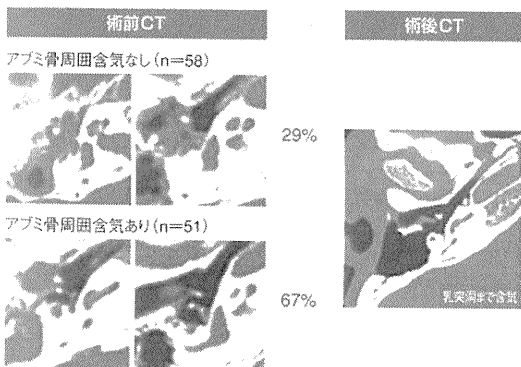 術前CT
術後CT
アブミ骨周囲含気なし(n=58)
29%
アブミ骨周囲含気あり(n=51)
67%
乳突洞まで含気